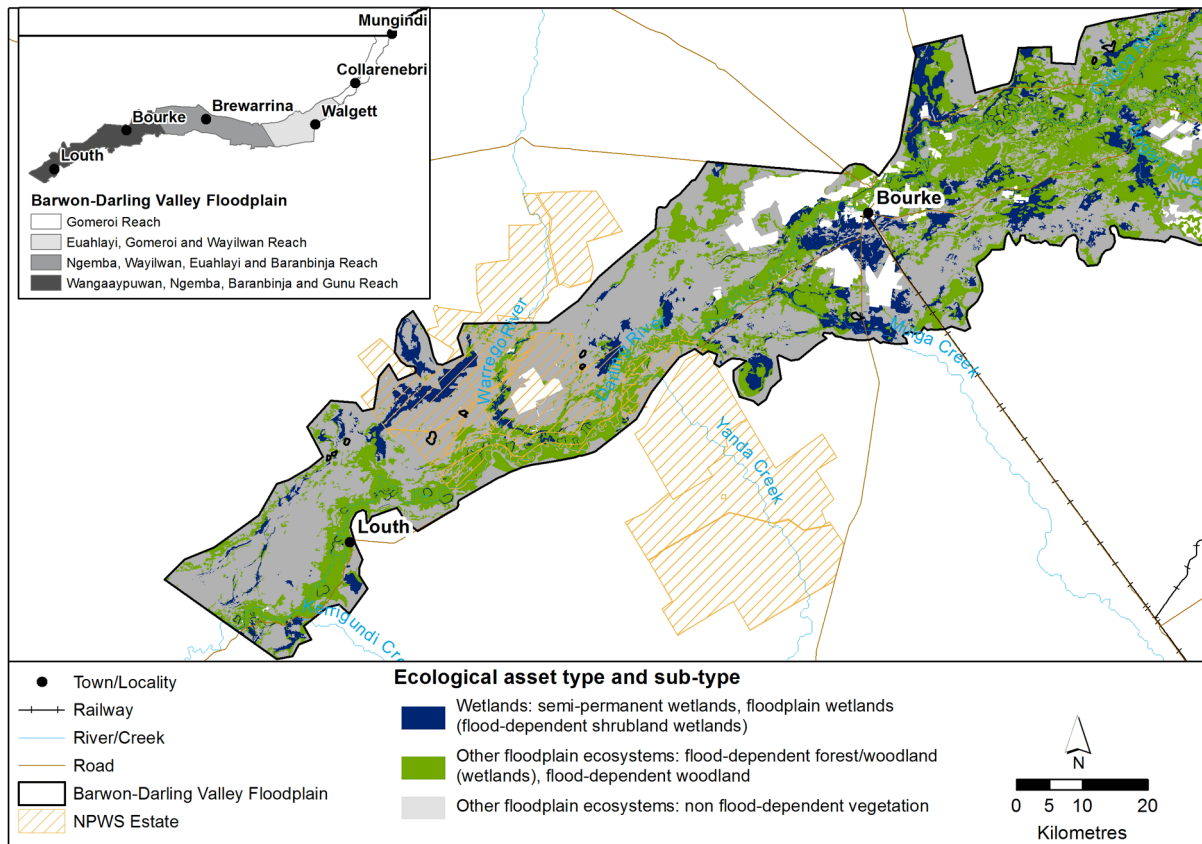 Mungindi
Collarenebri
Brewarrina
Walgett
Bourke
Louth
Barwon-Darling Valley Floodplain
Gomeroi Reach
Euahlayi, Gomeroi and Wayilwan Reach
Ngemba, Wayilwan, Euahlayi and Baranbinja Reach
Wangaaypuwan, Ngemba, Baranbinja and Gunu Reach
Bourke
Warrego River
Darling River
Mulga Creek
Yanda Creek
Louth
Town/Locality
Railway
River/Creek
Road
Barwon-Darling Valley Floodplain
NPWS Estate
Ecological asset type and sub-type
Wetlands: semi-permanent wetlands, floodplain wetlands
(flood-dependent shrubland wetlands)
Other floodplain ecosystems: flood-dependent forest/woodland
(wetlands), flood-dependent woodland
Other floodplain ecosystems: non flood-dependent vegetation
N
0 5 10 20
Kilometres